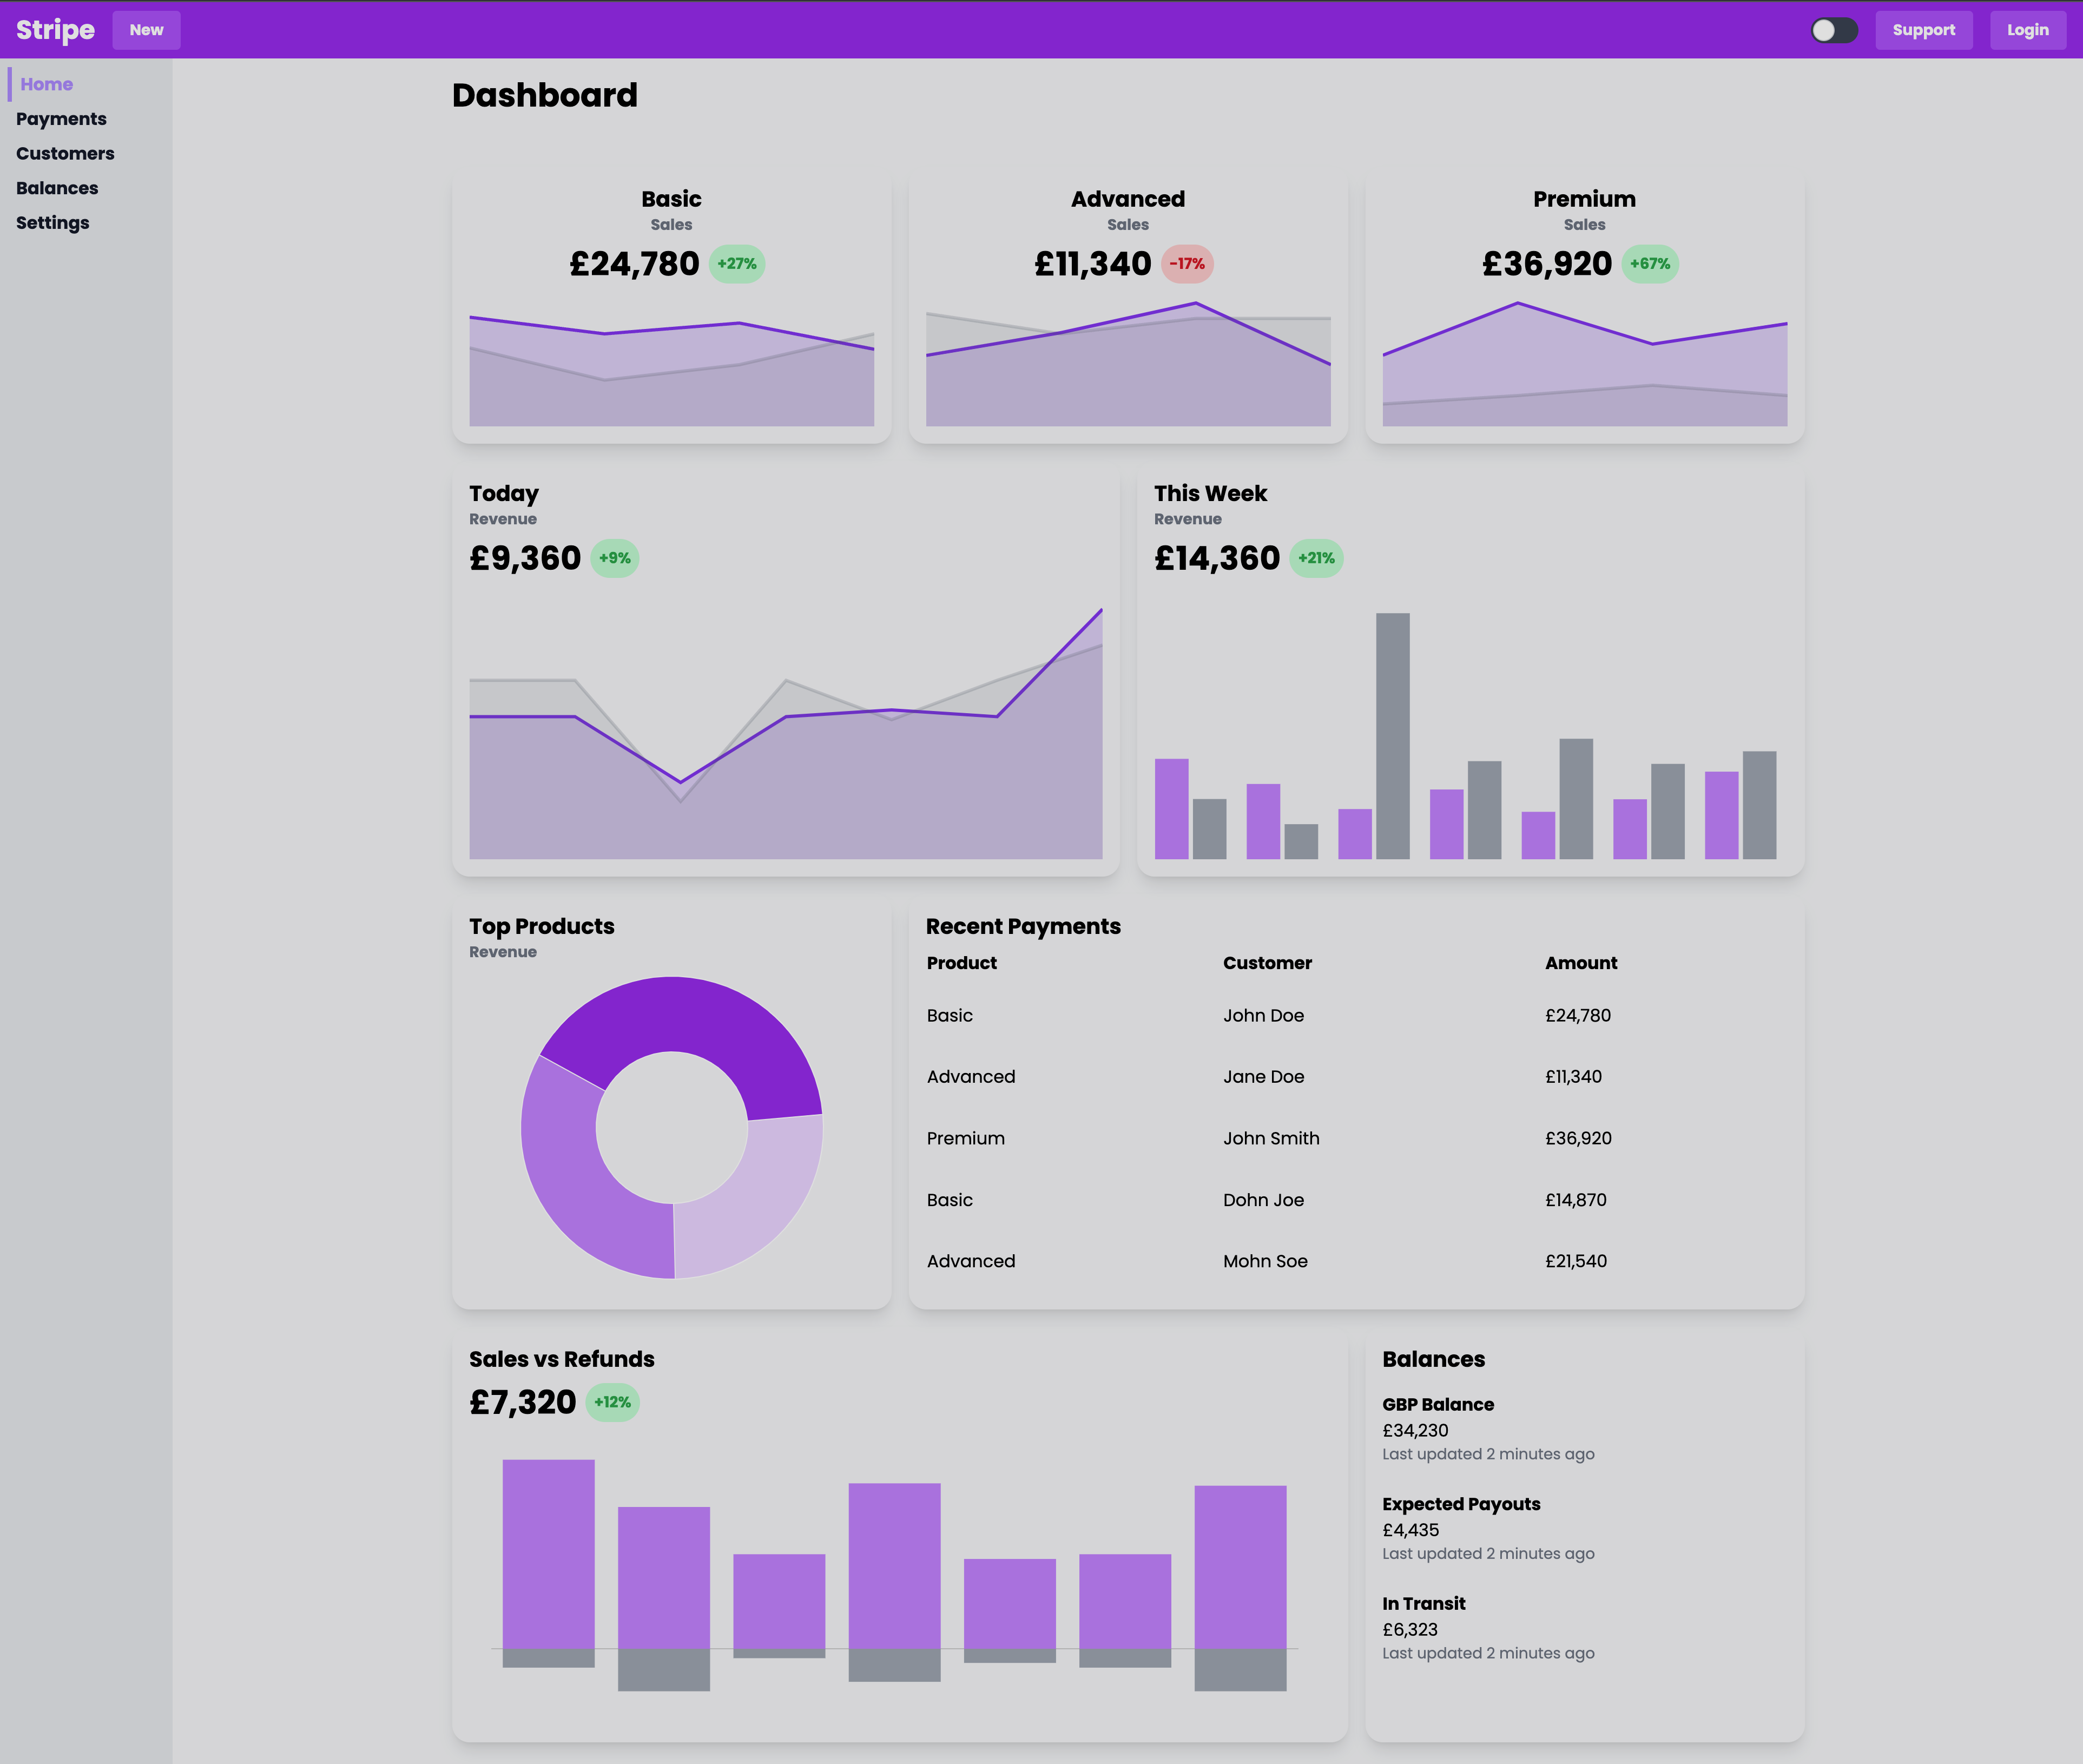 Stripe New Support Login
Home
Payments
Customers
Balances
Settings
Dashboard
Basic
Sales
£24,780 +27%
Advanced
Sales
£11,340 -17%
Premium
Sales
£36,920 +67%
Today
Revenue
£9,360 +9%
This Week
Revenue
£14,360 +21%
Top Products
Revenue
Recent Payments
Product Customer Amount
Basic John Doe £24,780
Advanced Jane Doe £11,340
Premium John Smith £36,920
Basic Dohn Joe £14,870
Advanced Mohn Soe £21,540
Sales vs Refunds
£7,320 +12%
Balances
GBP Balance
£34,230
Last updated 2 minutes ago
Expected Payouts
£4,435
Last updated 2 minutes ago
In Transit
£6,323
Last updated 2 minutes ago